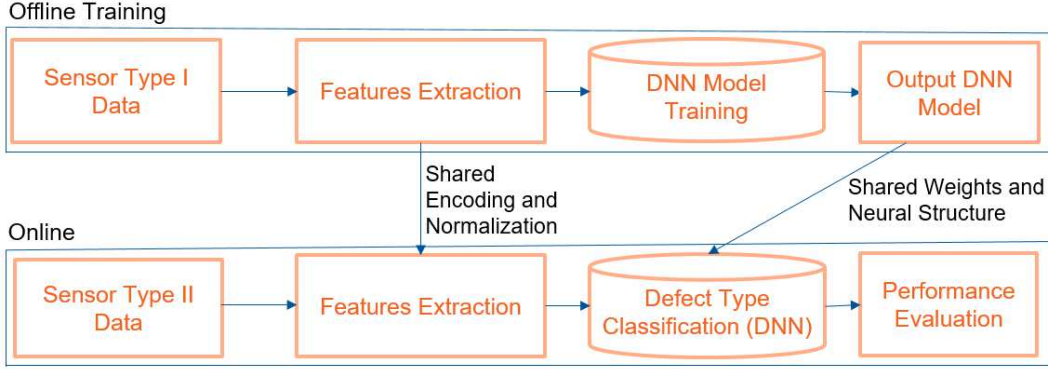 Offline Training
Sensor Type I
Data
Features Extraction
DNN Model
Training
Output DNN
Model
Shared
Encoding and
Normalization
Shared Weights and
Neural Structure
Online
Sensor Type II
Data
Features Extraction
Defect Type
Classification (DNN)
Performance
Evaluation